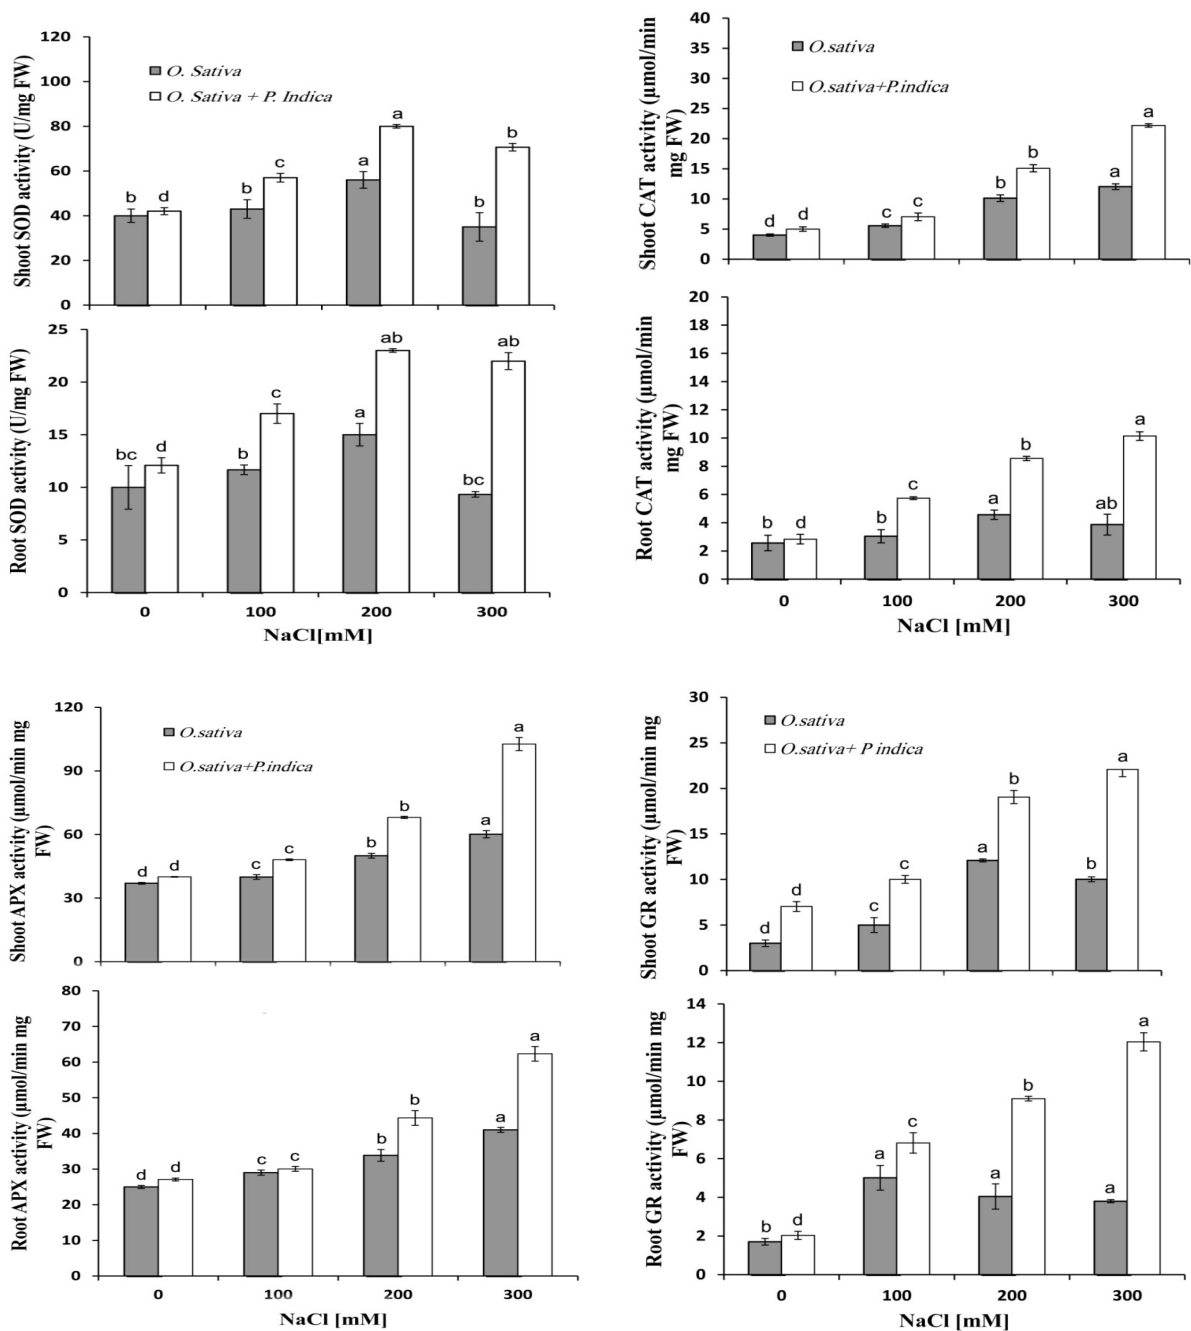 Shoot SOD activity (U/mg FW)
120
100
80
60
40
20
0
O. Sativa
O. Sativa + P. Indica
b d b c a a b b
Root SOD activity (U/mg FW)
25
20
15
10
5
0
bc d b c a ab bc ab
0 100 200 300
NaCl[mM]
Shoot CAT activity (μmol/min
mg FW)
40
35
30
25
20
15
10
5
0
O.sativa
O.sativa+P.indica
d d c c b b a a
Root CAT activity (μmol/min
mg FW)
20
18
16
14
12
10
8
6
4
2
0
b d b c a b ab a
0 100 200 300
NaCl [mM]
Shoot APX activity (μmol/min mg
FW)
120
90
60
30
0
O.sativa
O.sativa+P.indica
d d c c b b a a
Root APX activity (μmol/min mg
FW)
80
70
60
50
40
30
20
10
0
d d c c b b a a
0 100 200 300
NaCl [mM]
Shoot GR activity (μmol/min mg
FW)
30
25
20
15
10
5
0
O.sativa
O.sativa+ P indica
d d c c a b b a
Root GR activity (μmol/min mg
FW)
14
12
10
8
6
4
2
0
b d a c a b a a
0 100 200 300
NaCl [mM]